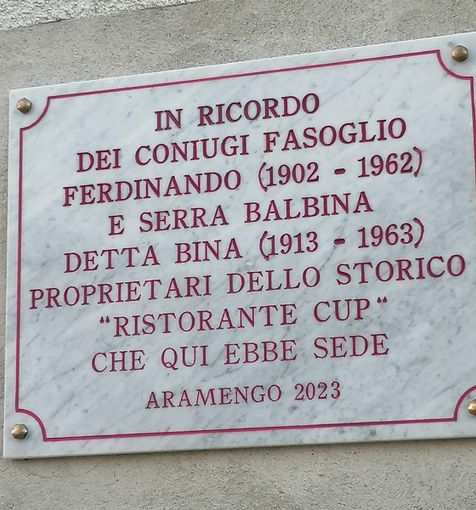 IN RICORDO
DEI CONIUGI FASOGLIO
FERDINANDO (1902 - 1962)
E SERRA BALBINA
DETTA BINA (1913 - 1963)
PROPRIETARI DELLO STORICO
"RISTORANTE CUP"
CHE QUI EBBE SEDE
ARAMENGO 2023